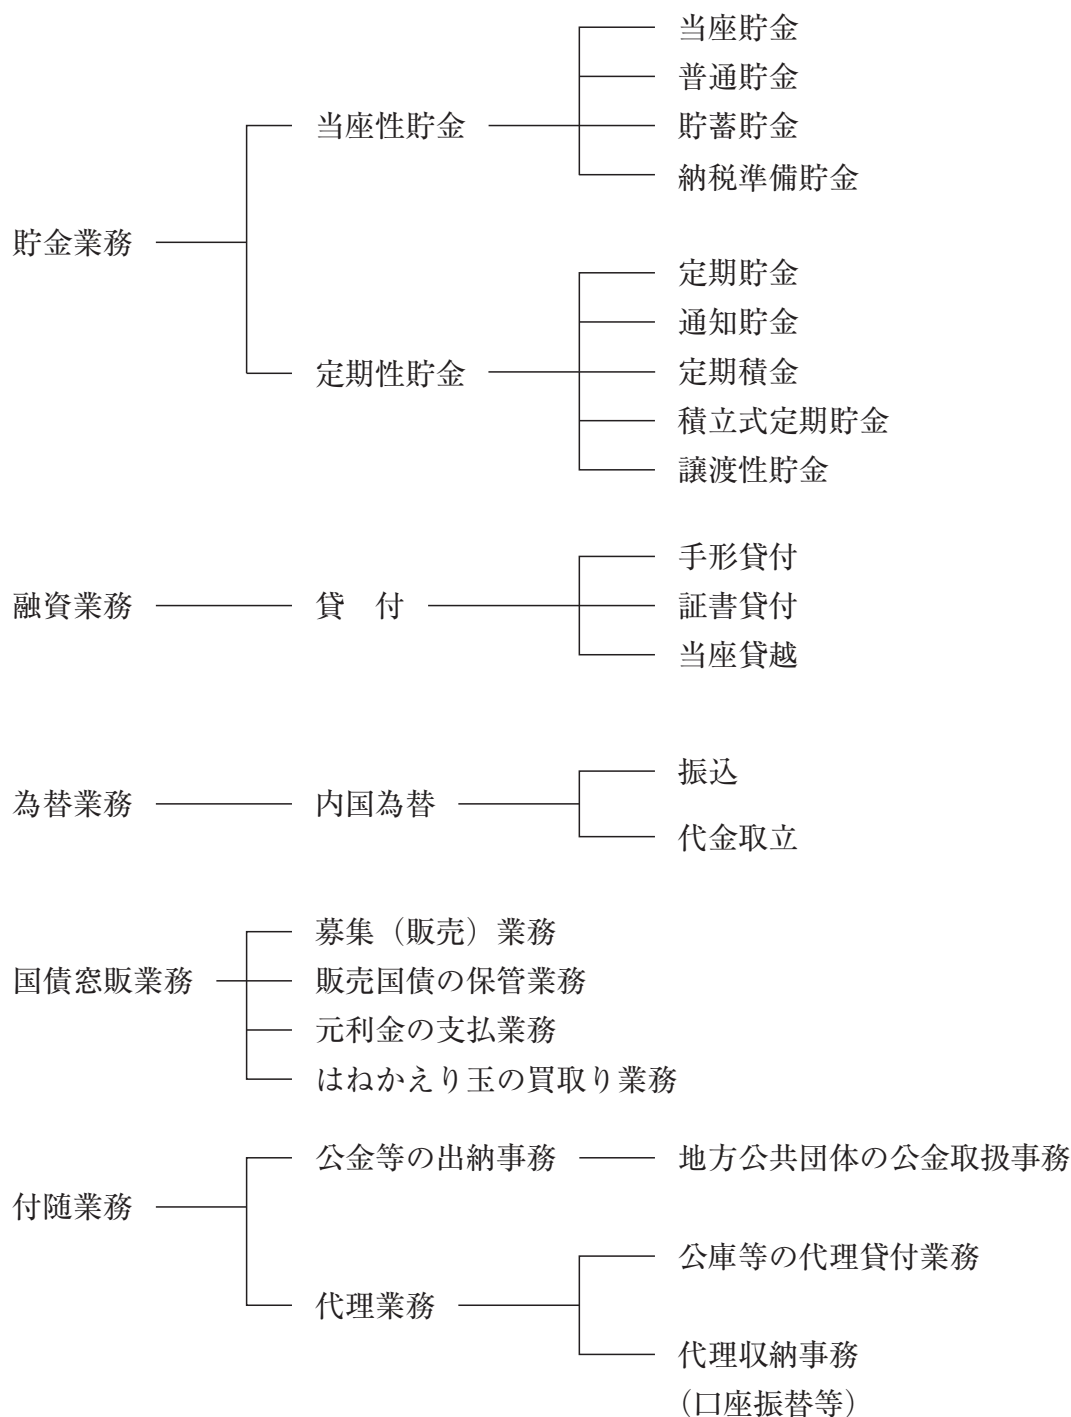 当座貯金
普通貯金
当座性貯金
貯蓄貯金
納税準備貯金
貯金業務
定期貯金
通知貯金
定期性貯金
定期積金
積立式定期貯金
譲渡性貯金
手形貸付
融資業務
貸　付
証書貸付
当座貸越
振込
為替業務
内国為替
代金取立
募集（販売）業務
国債窓販業務
販売国債の保管業務
元利金の支払業務
はねかえり玉の買取り業務
公金等の出納事務
地方公共団体の公金取扱事務
付随業務
公庫等の代理貸付業務
代理業務
代理収納事務
（口座振替等）